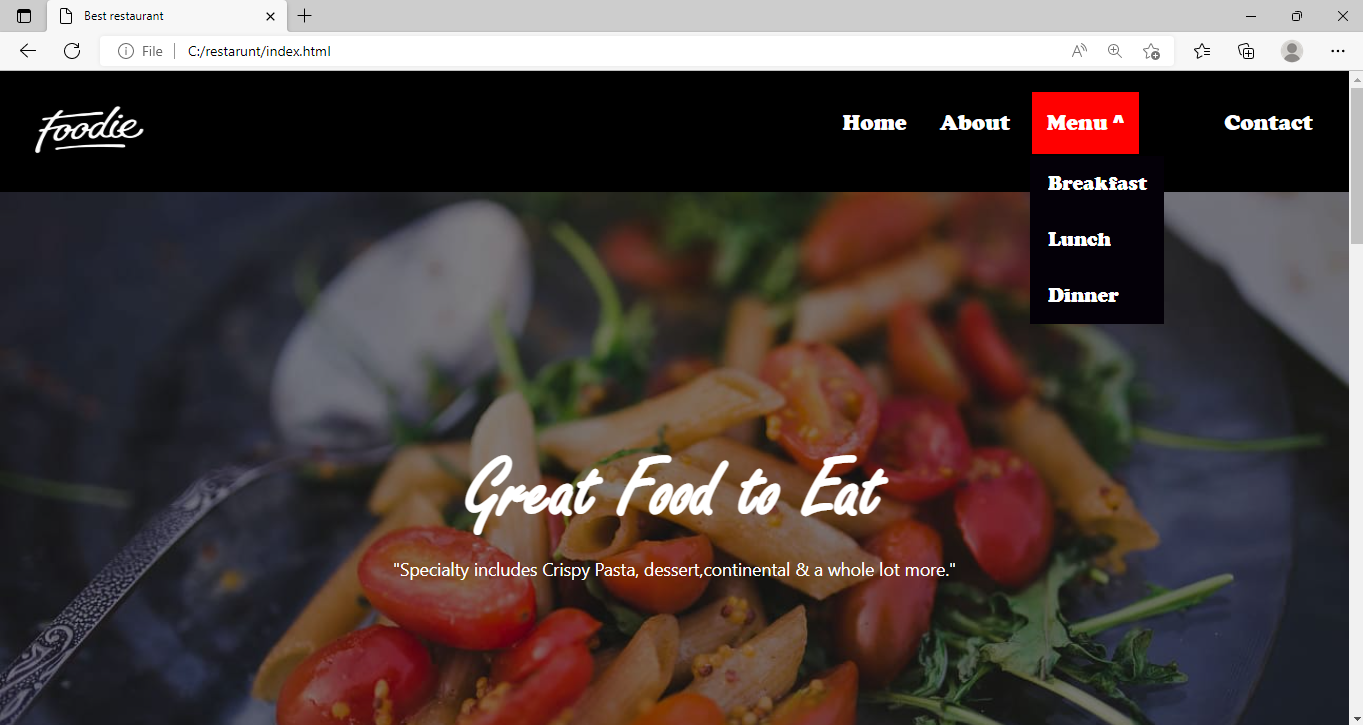 Best restaurant
File C:/restarunt/index.html
Foodie
Home About Menu ^ Contact
Breakfast
Lunch
Dinner
Great Food to Eat
"Specialty includes Crispy Pasta, dessert,continental & a whole lot more."